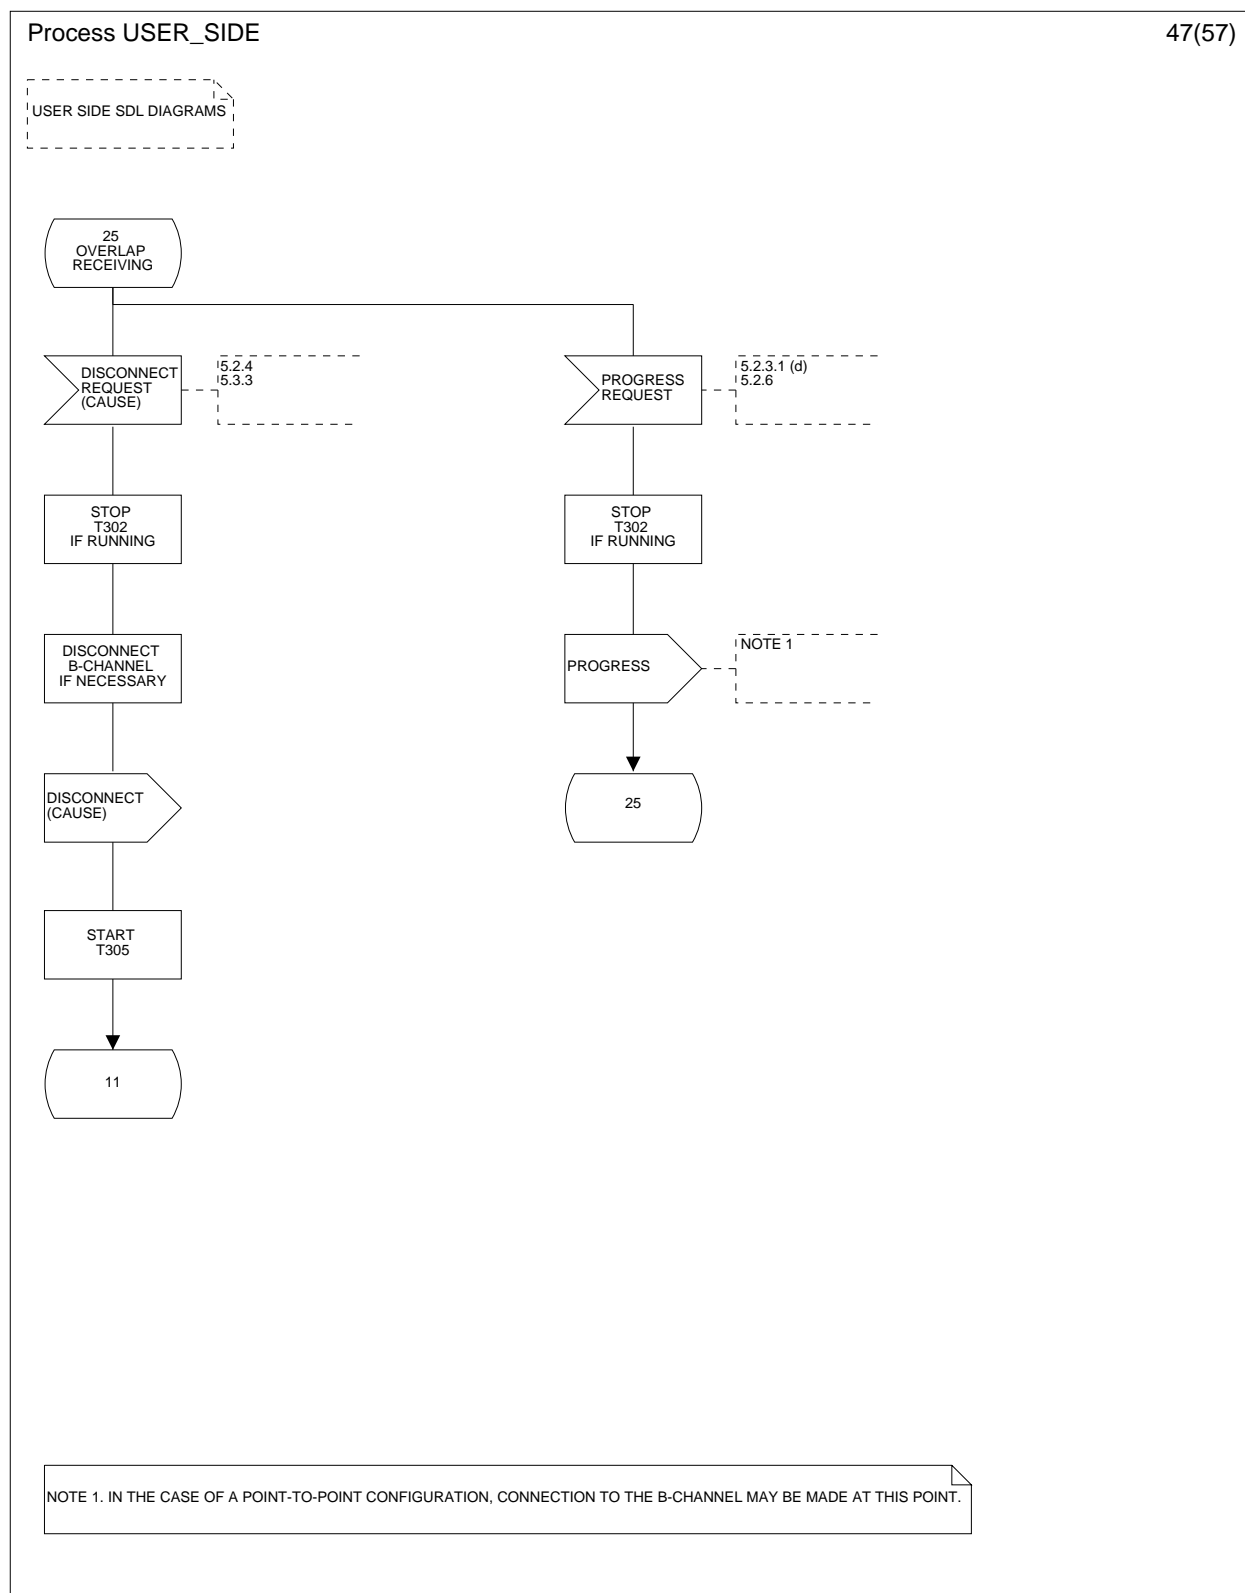 Process USER_SIDE
47(57)
USER SIDE SDL DIAGRAMS
25
OVERLAP
RECEIVING
DISCONNECT
REQUEST
(CAUSE)
5.2.4
5.3.3
PROGRESS
REQUEST
5.2.3.1 (d)
5.2.6
STOP
T302
IF RUNNING
STOP
T302
IF RUNNING
DISCONNECT
B-CHANNEL
IF NECESSARY
PROGRESS
NOTE 1
DISCONNECT
(CAUSE)
25
START
T305
11
NOTE 1. IN THE CASE OF A POINT-TO-POINT CONFIGURATION, CONNECTION TO THE B-CHANNEL MAY BE MADE AT THIS POINT.